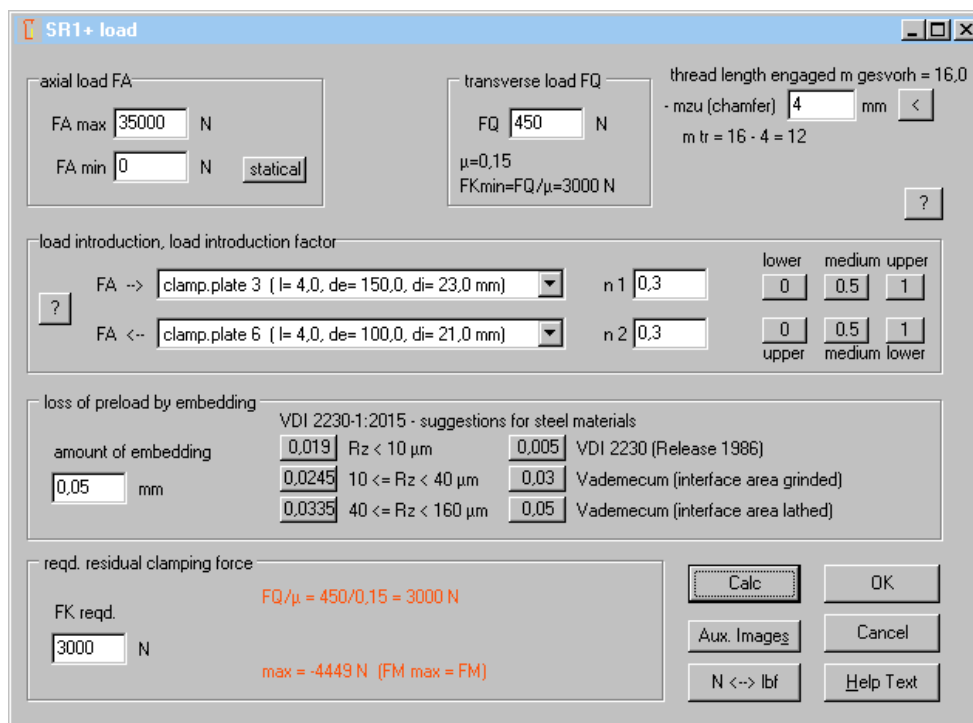 SR1+ load
axial load FA
FA max 35000 N
FA min 0 N statical
transverse load FQ
FQ 450 N
µ=0,15
FKmin=FQ/µ=3000 N
thread length engaged m gesvorh = 16,0
- mzu (chamfer) 4 mm <
m tr = 16 - 4 = 12
?
load introduction, load introduction factor
lower medium upper
FA --> clamp.plate 3 ( l= 4,0, de= 150,0, di= 23,0 mm) n 1 0,3 0 0.5 1
?
FA <-- clamp.plate 6 ( l= 4,0, de= 100,0, di= 21,0 mm) n 2 0,3 0 0.5 1
upper medium lower
loss of preload by embedding
VDI 2230-1:2015 - suggestions for steel materials
amount of embedding
0,05 mm
0,019 Rz < 10 µm 0,005 VDI 2230 (Release 1986)
0,0245 10 <= Rz < 40 µm 0,03 Vademecum (interface area grinded)
0,0335 40 <= Rz < 160 µm 0,05 Vademecum (interface area lathed)
reqd. residual clamping force
FQ/µ = 450/0,15 = 3000 N
FK reqd.
3000 N
max = -4449 N (FM max = FM)
Calc OK
Aux. Images Cancel
N <--> lbf Help Text